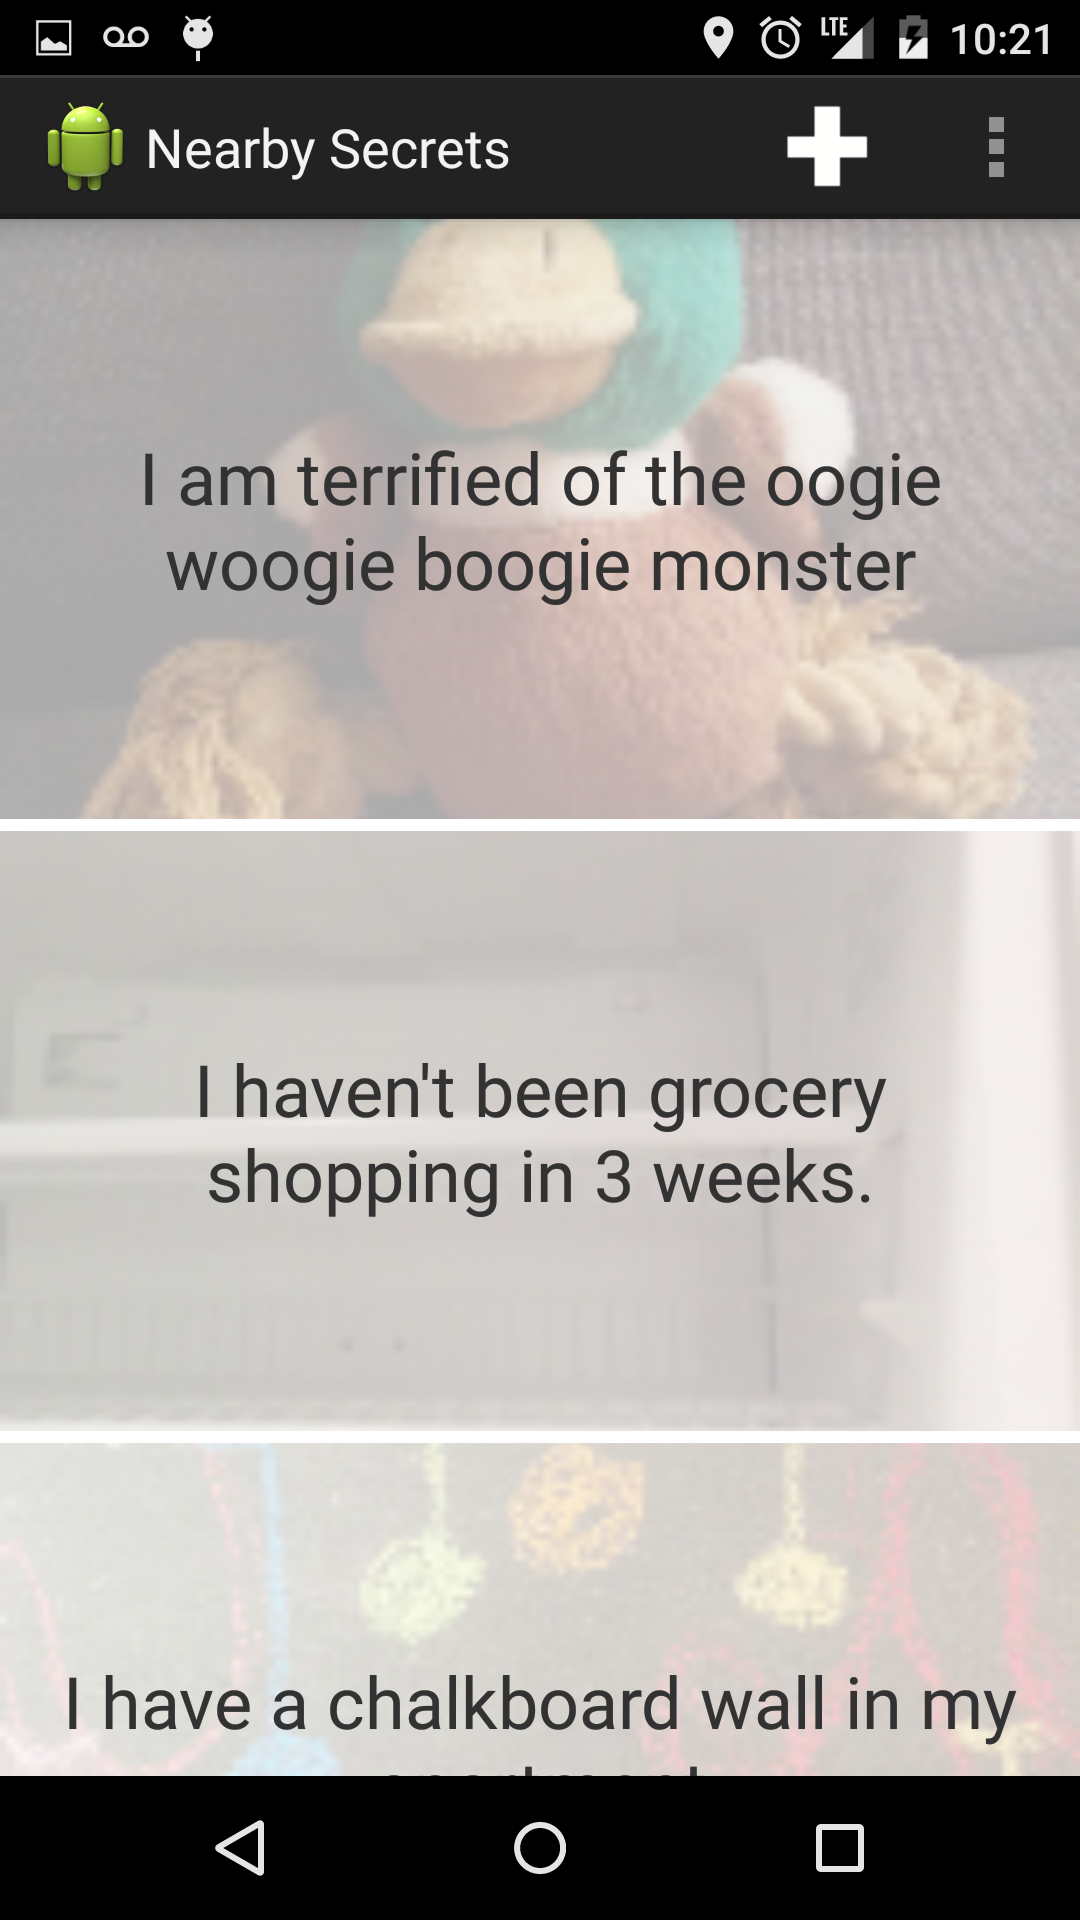 LTE 10:21
Nearby Secrets
I am terrified of the oogie
woogie boogie monster
I haven't been grocery
shopping in 3 weeks.
I have a chalkboard wall in my